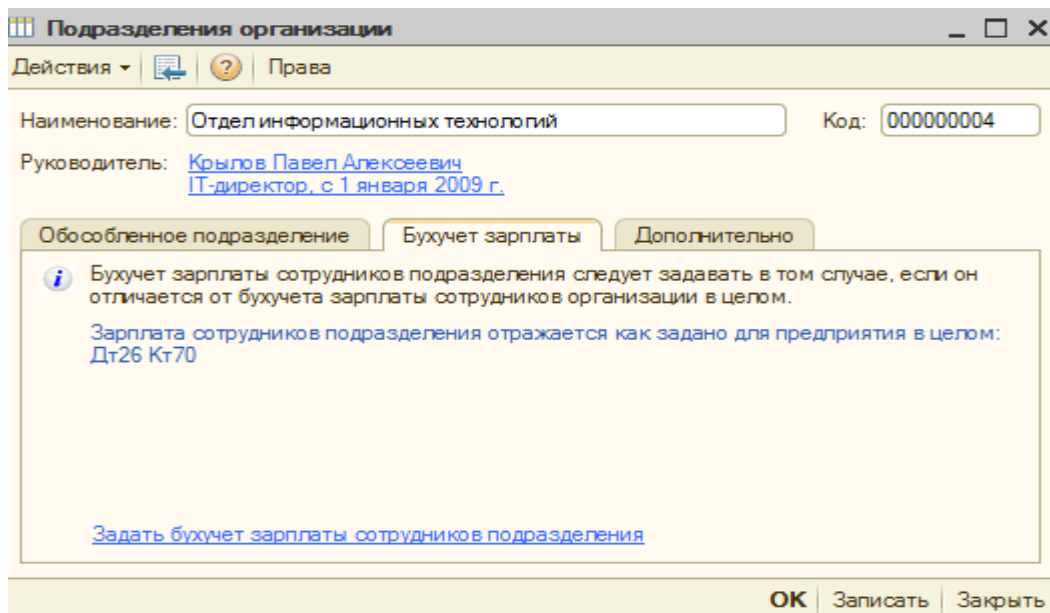 Подразделения организации
Действия Права
Наименование: Отдел информационных технологий Код: 000000004
Руководитель: Крылов Павел Алексеевич
IT-директор, с 1 января 2009 г.
Обособленное подразделение Бухучет зарплаты Дополнительно
Бухучет зарплаты сотрудников подразделения следует задавать в том случае, если он
отличается от бухучета зарплаты сотрудников организации в целом.
Зарплата сотрудников подразделения отражается как задано для предприятия в целом:
Дт26 Кт70
Задать бухучет зарплаты сотрудников подразделения
OK Записать Закрыть